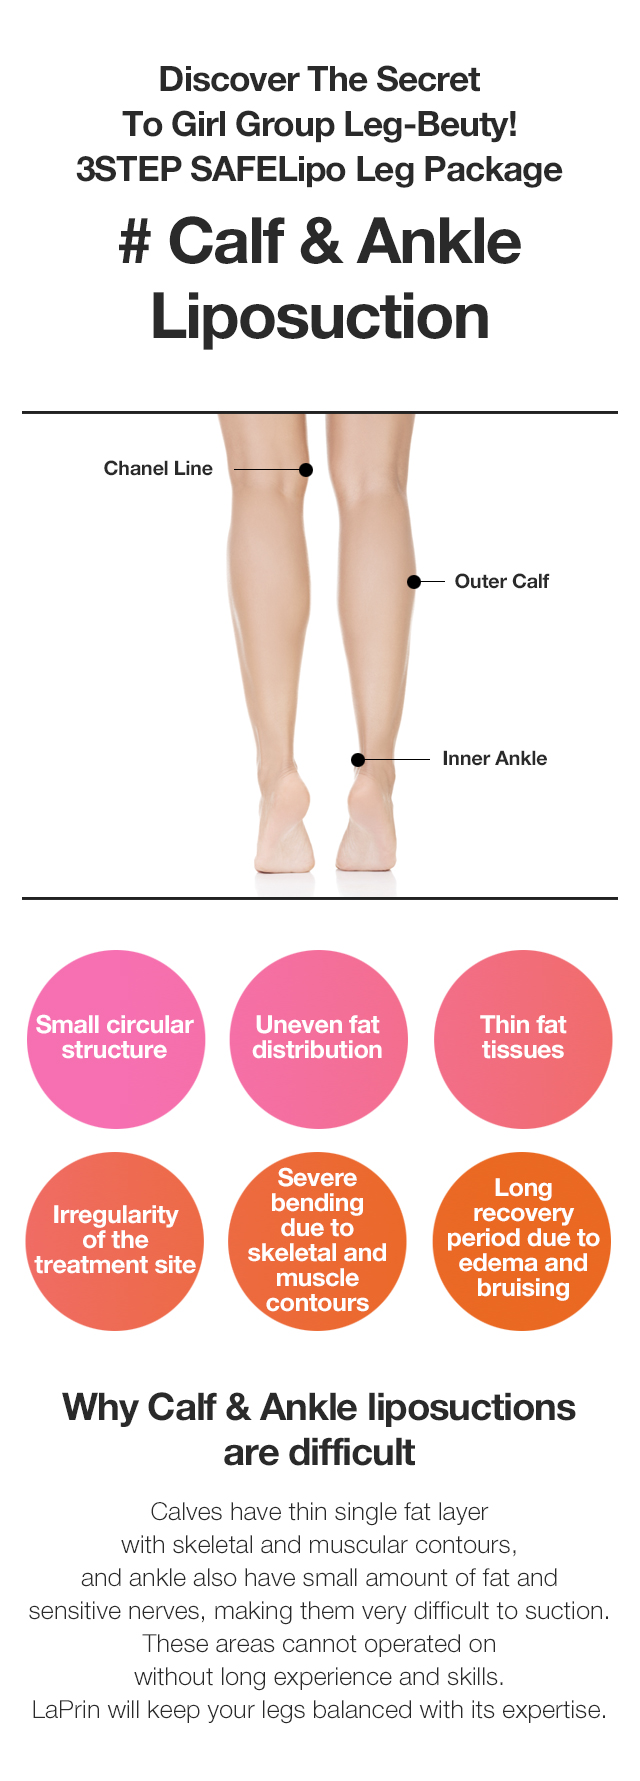 Discover The Secret
To Girl Group Leg-Beuty!
3STEP SAFELipo Leg Package
# Calf & Ankle
Liposuction
Chanel Line
Outer Calf
Inner Ankle
Small circular
structure
Uneven fat
distribution
Thin fat
tissues
Irregularity
of the
treatment site
Severe
bending
due to
skeletal and
muscle
contours
Long
recovery
period due to
edema and
bruising
Why Calf & Ankle liposuctions
are difficult
Calves have thin single fat layer
with skeletal and muscular contours,
and ankle also have small amount of fat and
sensitive nerves, making them very difficult to suction.
These areas cannot operated on
without long experience and skills.
LaPrin will keep your legs balanced with its expertise.